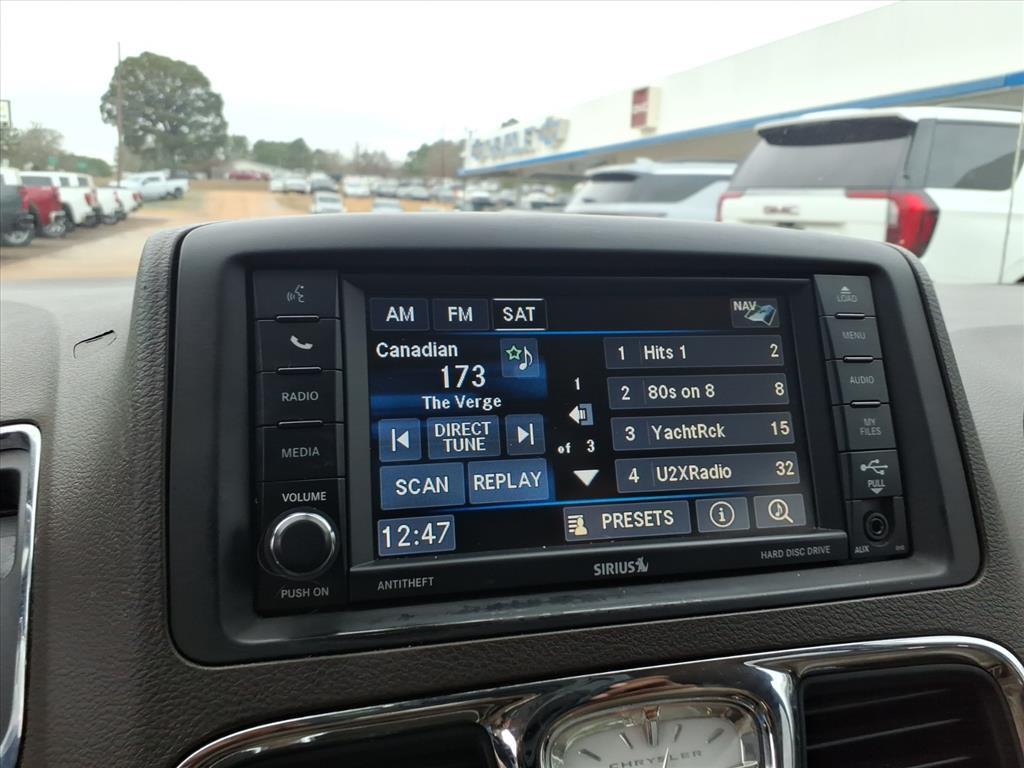 AM FM SAT NAV
Canadian
173
The Verge
DIRECT
TUNE
SCAN REPLAY
12:47
1
of 3
1 Hits 1 2
2 80s on 8 8
3 YachtRck 15
4 U2XRadio 32
PRESETS
RADIO
MEDIA
VOLUME
PUSH ON
ANTITHEFT
SIRIUS
HARD DISC DRIVE
LOAD
MENU
AUDIO
MY
FILES
PULL
AUX
GMC
CHRYSLER